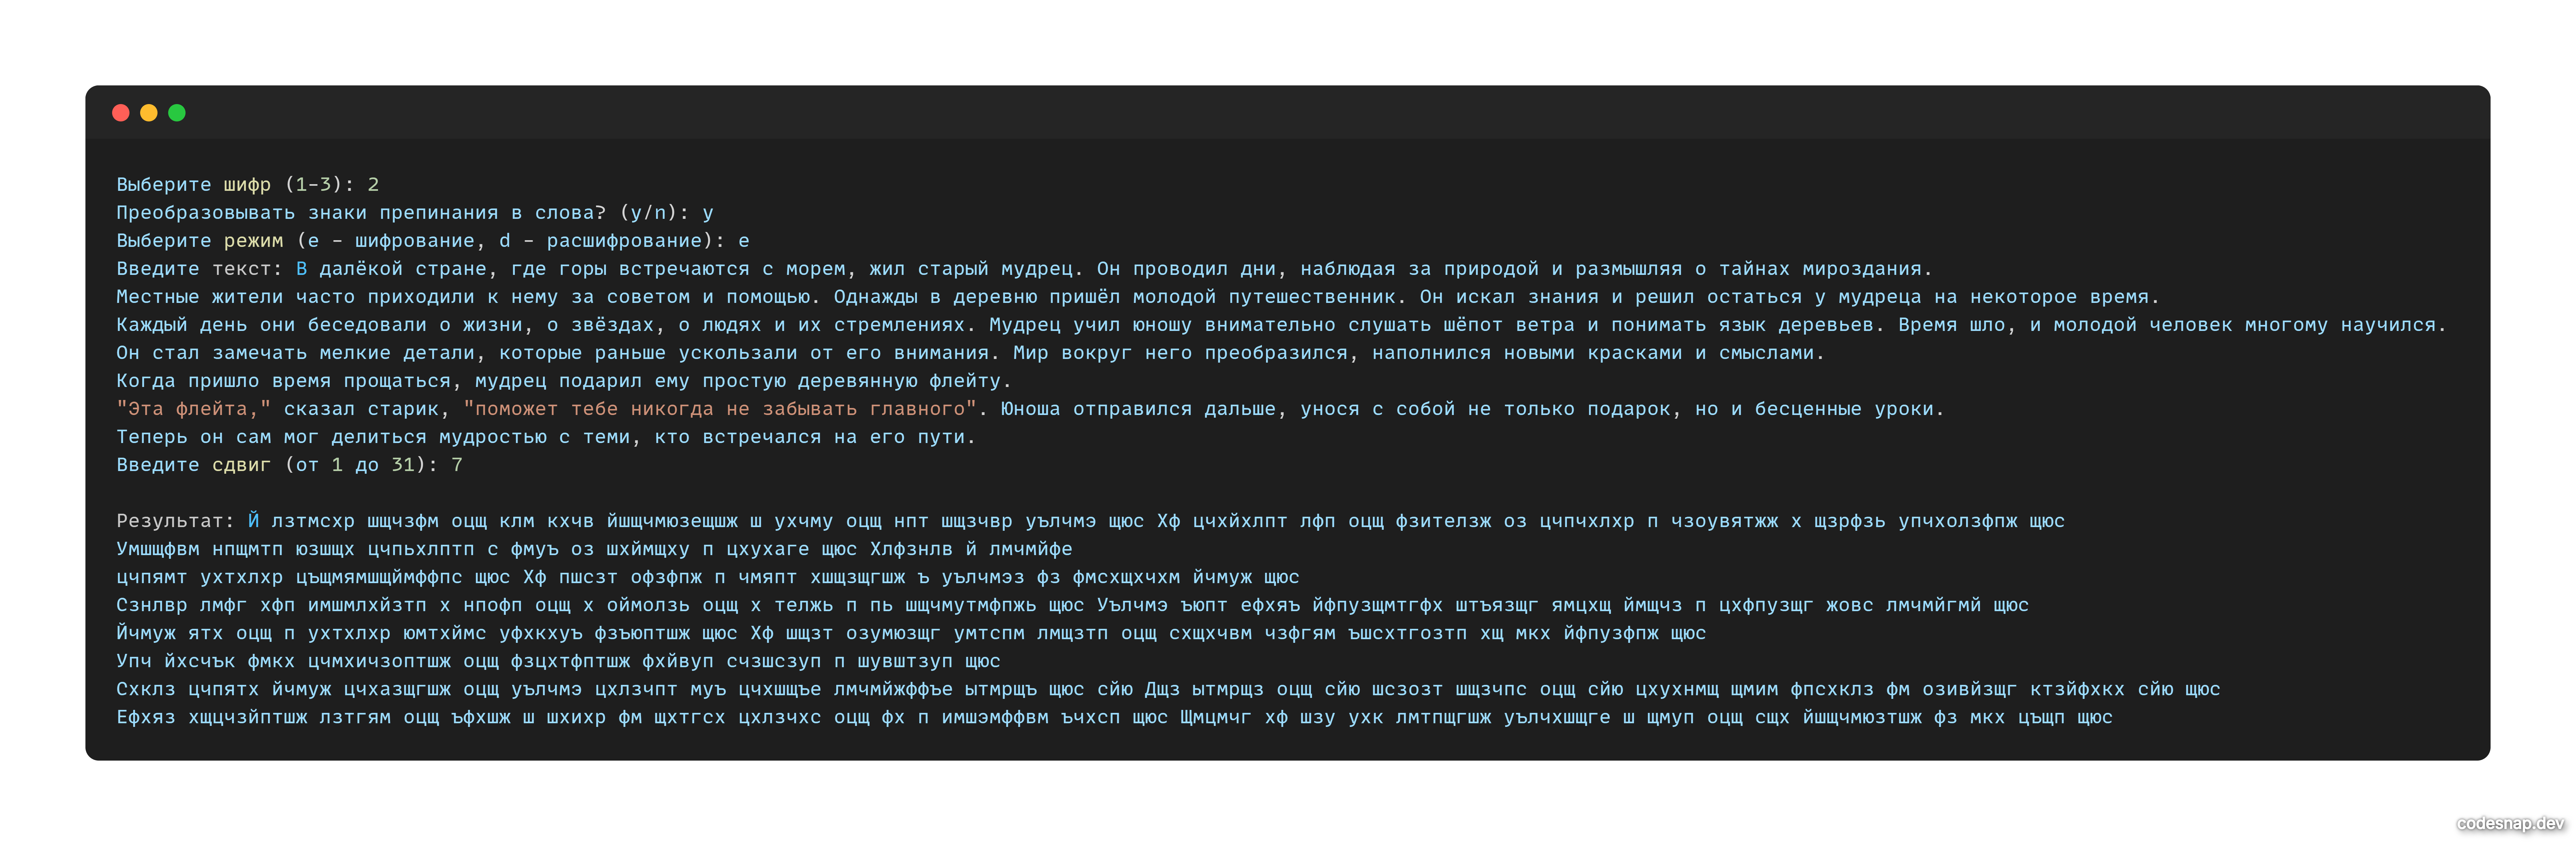 Выберите шифр (1-3): 2
Преобразовывать знаки препинания в слова? (y/n): y
Выберите режим (e - шифрование, d - расшифрование): e
Введите текст: В далёкой стране, где горы встречаются с морем, жил старый мудрец. Он проводил дни, наблюдая за природой и размышляя о тайнах мироздания.
Местные жители часто приходили к нему за советом и помощью. Однажды в деревню пришёл молодой путешественник. Он искал знания и решил остаться у мудреца на некоторое время.
Каждый день они беседовали о жизни, о звёздах, о людях и их стремлениях. Мудрец учил юношу внимательно слушать шёпот ветра и понимать язык деревьев. Время шло, и молодой человек многому научился.
Он стал замечать мелкие детали, которые раньше ускользали от его внимания. Мир вокруг него преобразился, наполнился новыми красками и смыслами.
Когда пришло время прощаться, мудрец подарил ему простую деревянную флейту.
"Эта флейта," сказал старик, "поможет тебе никогда не забывать главного". Юноша отправился дальше, унося с собой не только подарок, но и бесценные уроки.
Теперь он сам мог делиться мудростью с теми, кто встречался на его пути.
Введите сдвиг (от 1 до 31): 7
Результат: Й лзтмсхр шщчзфм оцщ клм кхчв йшщчмюзещшж ш ухчму оцщ нпт шщзчвр уълчмэ щюс Хф цчхйхлпт лфп оцщ фзителзж оз цчпчхлхр п чзоувятжж х щзрфзь упчхолзфпж щюс
Умшщфвм нпщмтп юзшщх цчпьхлптп с фмуъ оз шхймщху п цхухаге щюс Хлфзнлв й лмчмйфе
цчпямт ухтхлхр цъщмямшщймффпс щюс Хф пшсзт офзфпж п чмяпт хшщзщгшж ъ уълчмэз фз фмсхщхчхм йчмуж щюс
Сзнлвр лмфг хфп имшмлхйзтп х нпофп оцщ х оймолзь оцщ х телжь п пь шщчмутмфпжь щюс Уълчмэ ъюпт ефхяъ йфпузщмтгфх штъязщг ямцхщ ймщчз п цхфпузщг жовс лмчмйгмй щюс
Йчмуж ятх оцщ п ухтхлхр юмтхймс уфхкхуъ фзъюптшж щюс Хф шщзт озумюзщг умтспм лмщзтп оцщ схщхчвм чзфгям ъшсхтгозтп хщ мкх йфпузфпж щюс
Упч йхсчък фмкх цчмхичзоптшж оцщ фзцхтфптшж фхйвуп счзшсзуп п шувштзуп щюс
Схклз цчпятх йчмуж цчхазщгшж оцщ уълчмэ цхлзчпт муъ цчхшщъе лмчмйжффъе ытмрщъ щюс сйю Дщз ытмрщз оцщ сйю шсзозт шщзчпс оцщ сйю цхухнмщ щмим фпсхклз фм озивйзщг ктзйфхкх сйю щюс
Ефхяз хщцчзйптшж лзтгям оцщ ъфхшж ш шхихр фм щхтгсх цхлзчхс оцщ фх п имшэмффвм ъчхсп щюс Щмцмчг хф шзу ухк лмтпщгшж уълчхшщге ш щмуп оцщ сщх йшщчмюзтшж фз мкх цъщп щюс
codesnap.dev